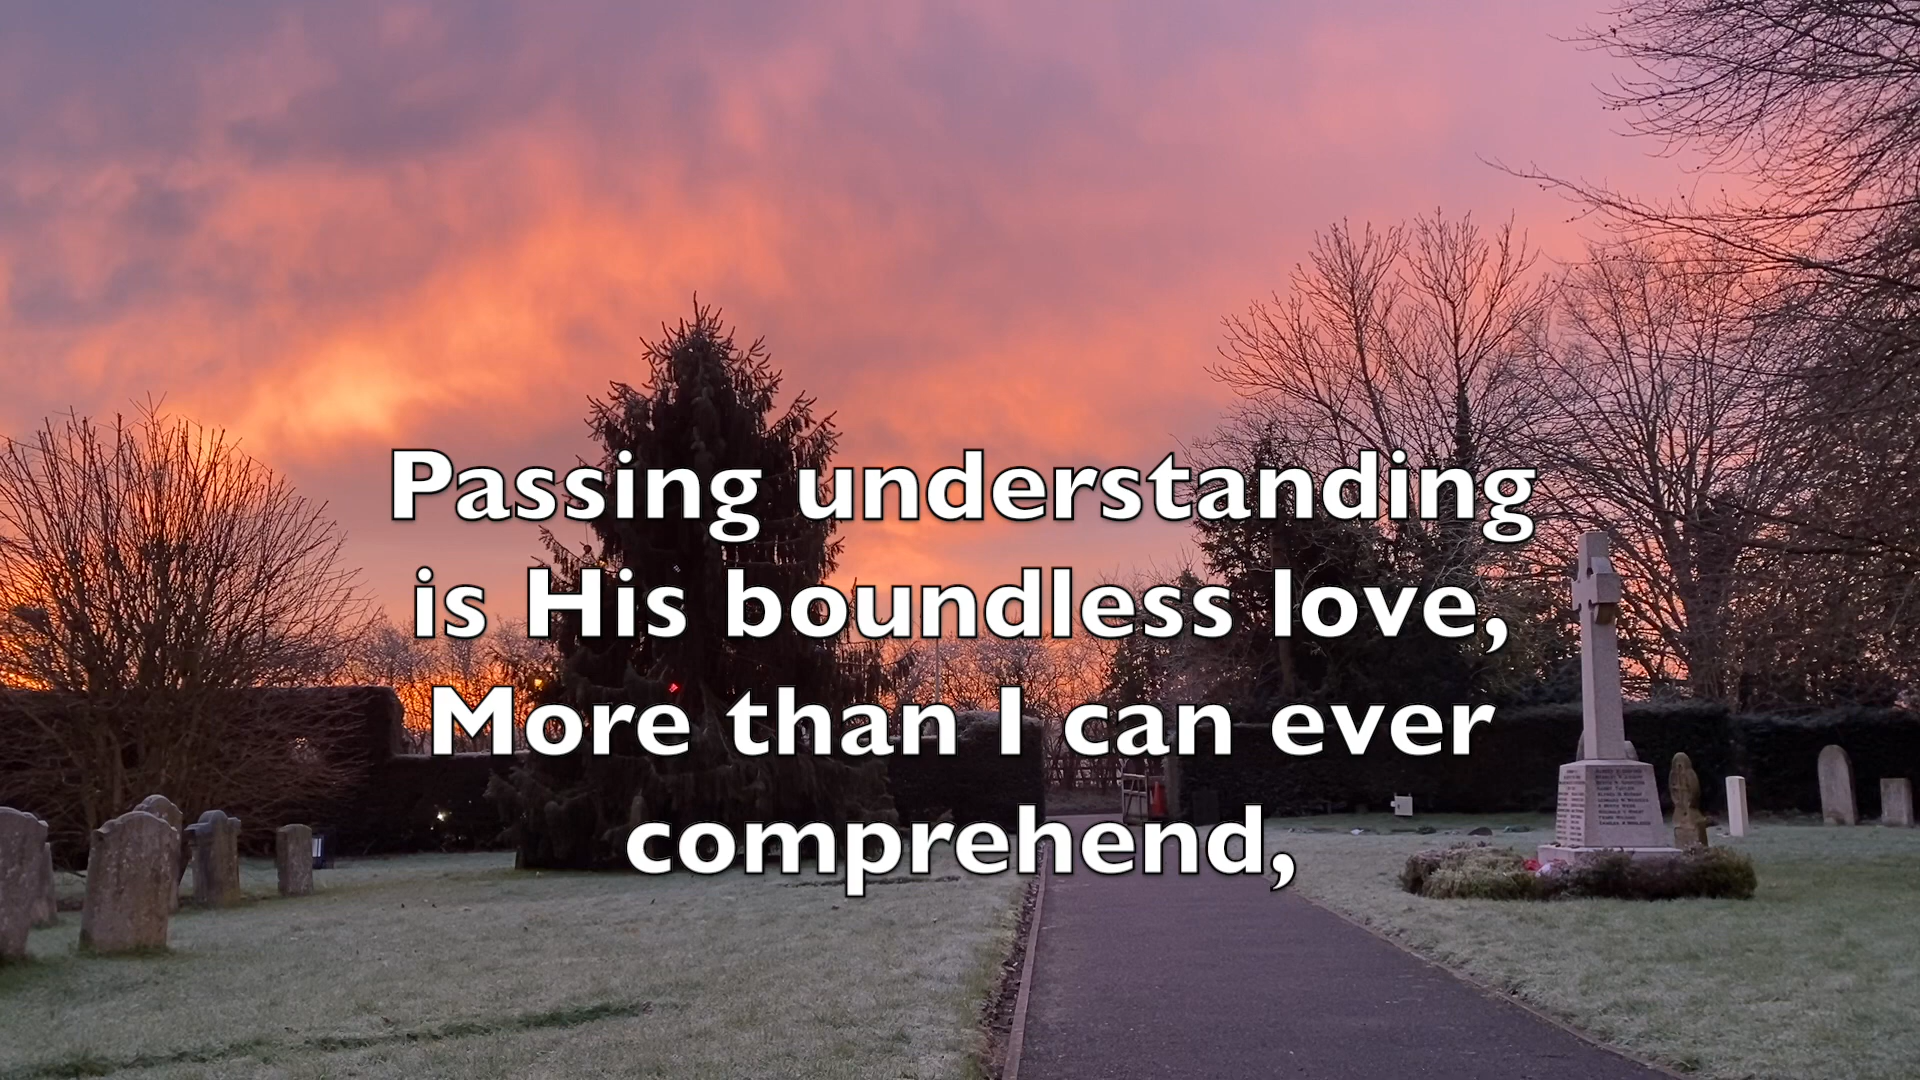 Passing understanding
is His boundless love,
More than I can ever
comprehend,